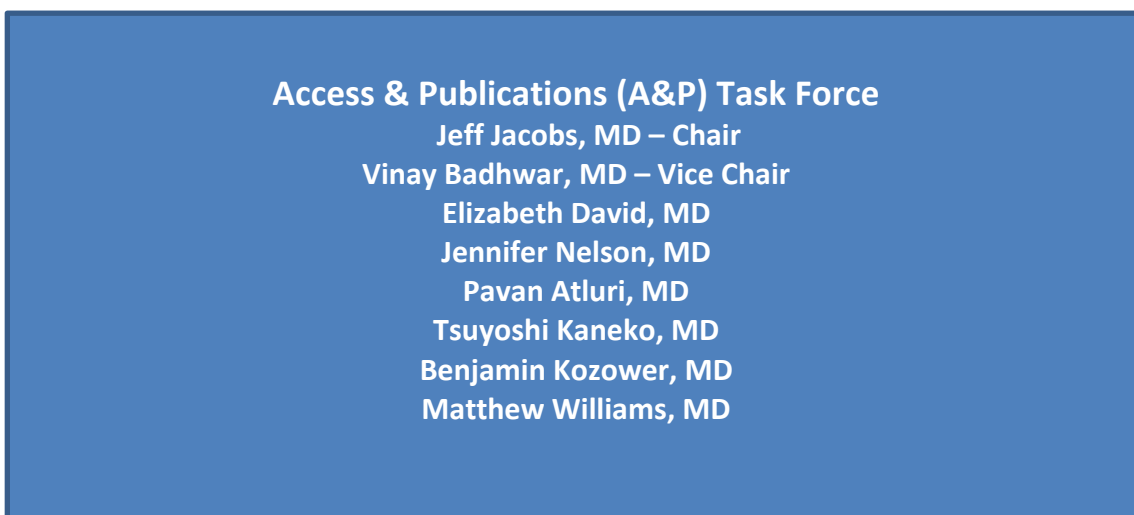 Access & Publications (A&P) Task Force
Jeff Jacobs, MD – Chair
Vinay Badhwar, MD – Vice Chair
Elizabeth David, MD
Jennifer Nelson, MD
Pavan Atluri, MD
Tsuyoshi Kaneko, MD
Benjamin Kozower, MD
Matthew Williams, MD